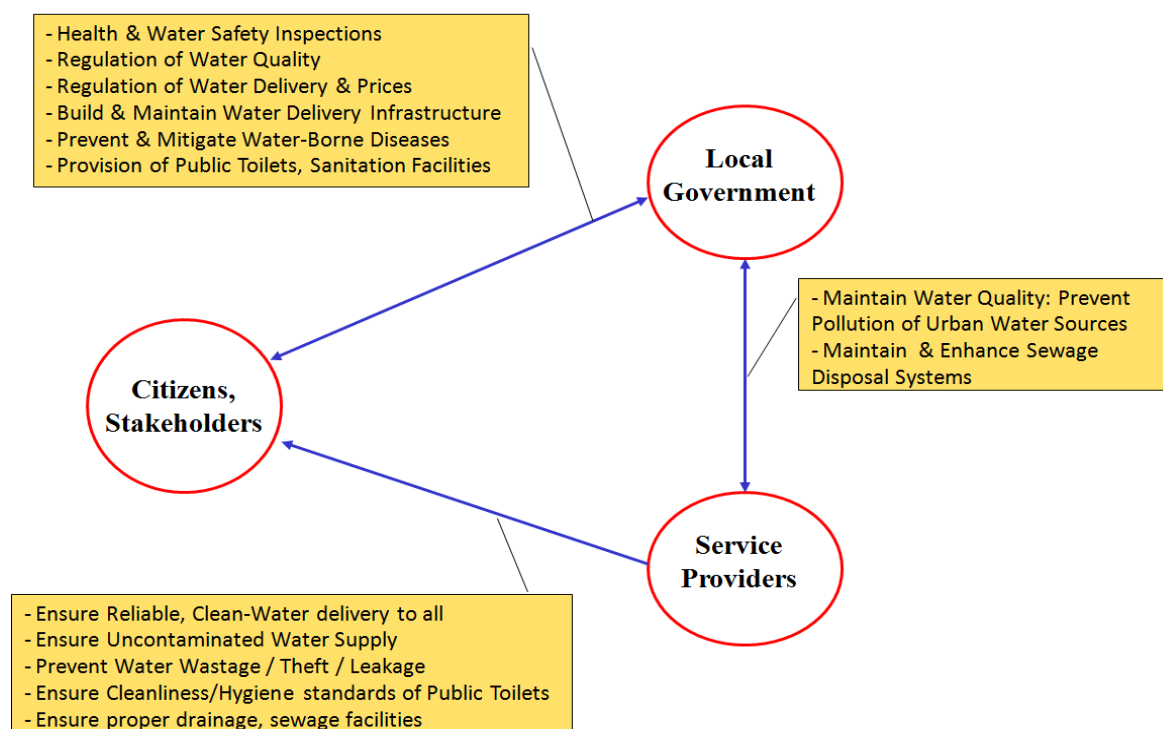 - Health & Water Safety Inspections
- Regulation of Water Quality
- Regulation of Water Delivery & Prices
- Build & Maintain Water Delivery Infrastructure
- Prevent & Mitigate Water-Borne Diseases
- Provision of Public Toilets, Sanitation Facilities
Local
Government
- Maintain Water Quality: Prevent
Pollution of Urban Water Sources
- Maintain & Enhance Sewage
Disposal Systems
Citizens,
Stakeholders
Service
Providers
- Ensure Reliable, Clean-Water delivery to all
- Ensure Uncontaminated Water Supply
- Prevent Water Wastage / Theft / Leakage
- Ensure Cleanliness/Hygiene standards of Public Toilets
- Ensure proper drainage, sewage facilities